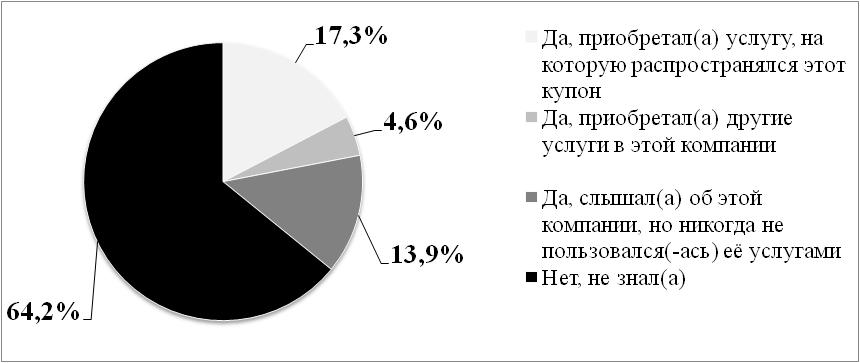 17,3%
4,6%
13,9%
64,2%
Да, приобретал(а) услугу, на
которую распространялся этот
купон
Да, приобретал(а) другие
услуги в этой компании
Да, слышал(а) об этой
компании, но никогда не
пользовался(-ась) её услугами
Нет, не знал(а)